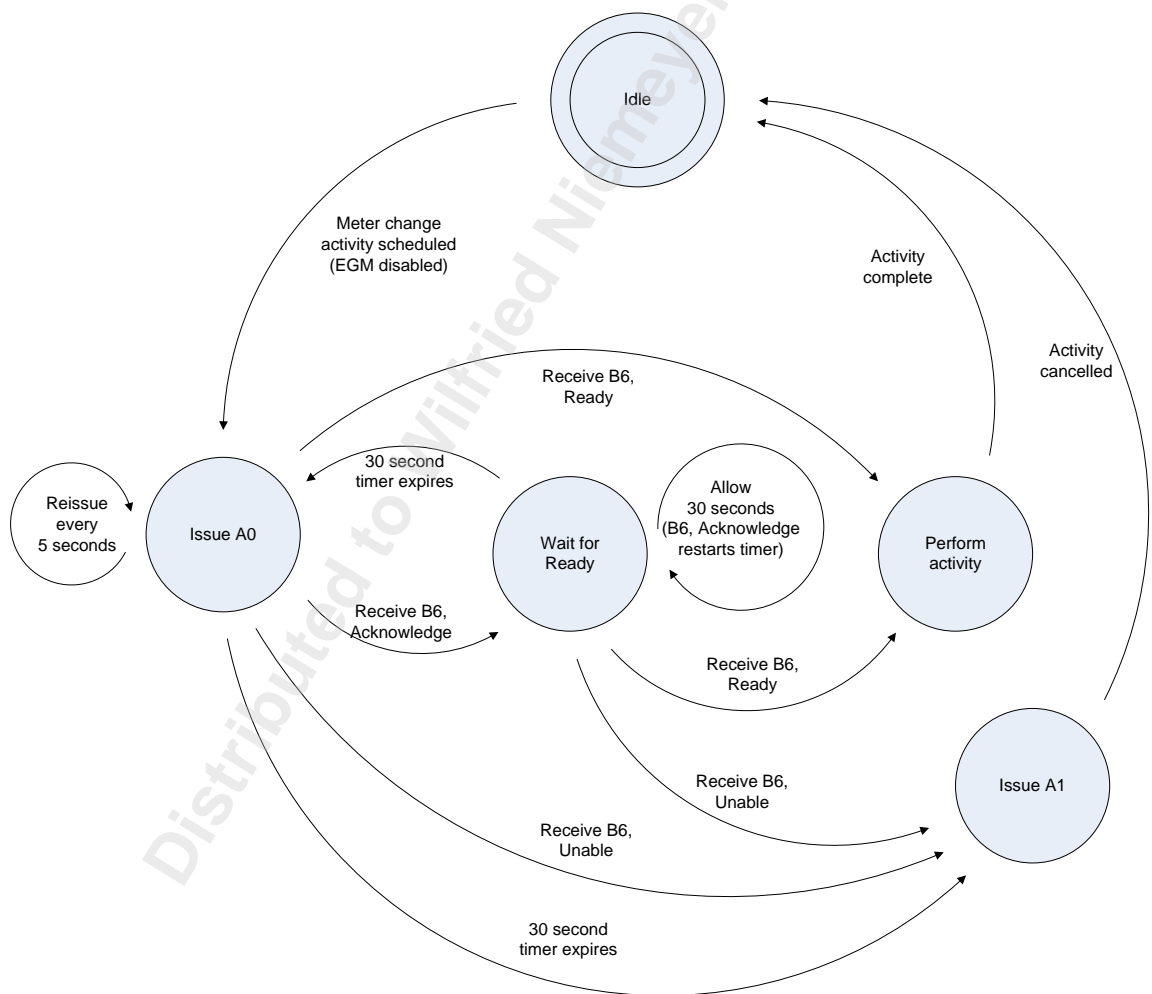 Idle
Meter change
activity scheduled
(EGM disabled)
Activity
complete
Activity
cancelled
Receive B6,
Ready
30 second
timer expires
Allow
30 seconds
(B6, Acknowledge
restarts timer)
Reissue
every
5 seconds
Issue A0
Wait for
Ready
Perform
activity
Receive B6,
Acknowledge
Receive B6,
Ready
Receive B6,
Unable
Issue A1
Receive B6,
Unable
30 second
timer expires
Distributed to Wilfried Niemeyer